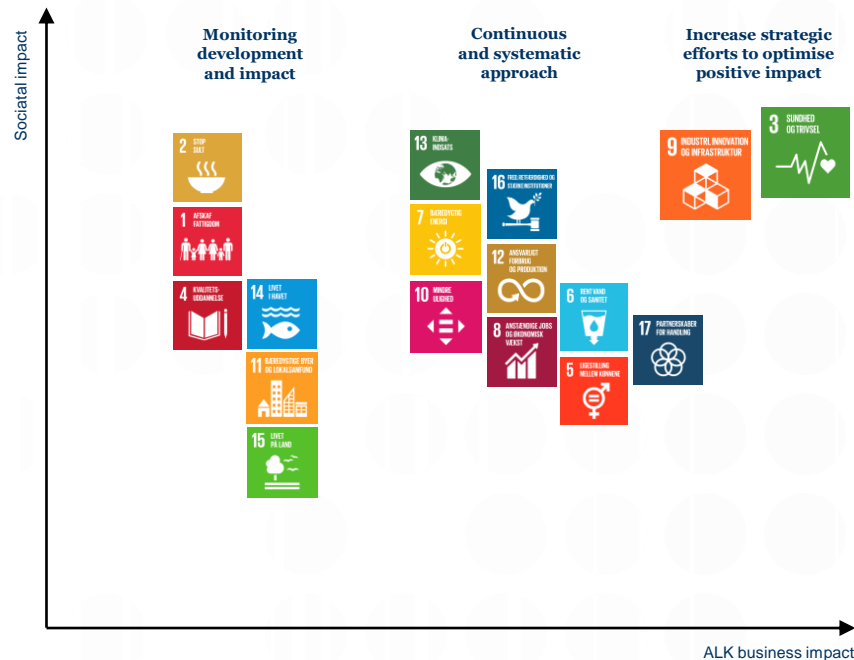 Sociatal impact
Monitoring
development
and impact
Continuous
and systematic
approach
Increase strategic
efforts to optimise
positive impact
2 STOP
SULT
1 AFSKAF
FATTIGDOM
4 KVALITETS-
UDDANNELSE
14 LIVET
I HAVET
11 BÆREDYGTIGE BYER
OG LOKALSAMFUND
15 LIVET
PÅ LAND
13 KLIMA-
INDSATS
7 BÆREDYGTIG
ENERGI
10 MINDRE
ULIGHED
16 FRED, RETFÆRDIGHED OG
STÆRKE INSTITUTIONER
12 ANSVARLIGT
FORBRUG
OG PRODUKTION
8 ANSTÆNDIGE JOBS
OG ØKONOMISK
VÆKST
6 RENT VAND
OG SANITET
5 LIGESTILLING
MELLEM KØNNENE
17 PARTNERSKABER
FOR HANDLING
9 INDUSTRI, INNOVATION
OG INFRASTRUKTUR
3 SUNDHED
OG TRIVSEL
ALK business impact